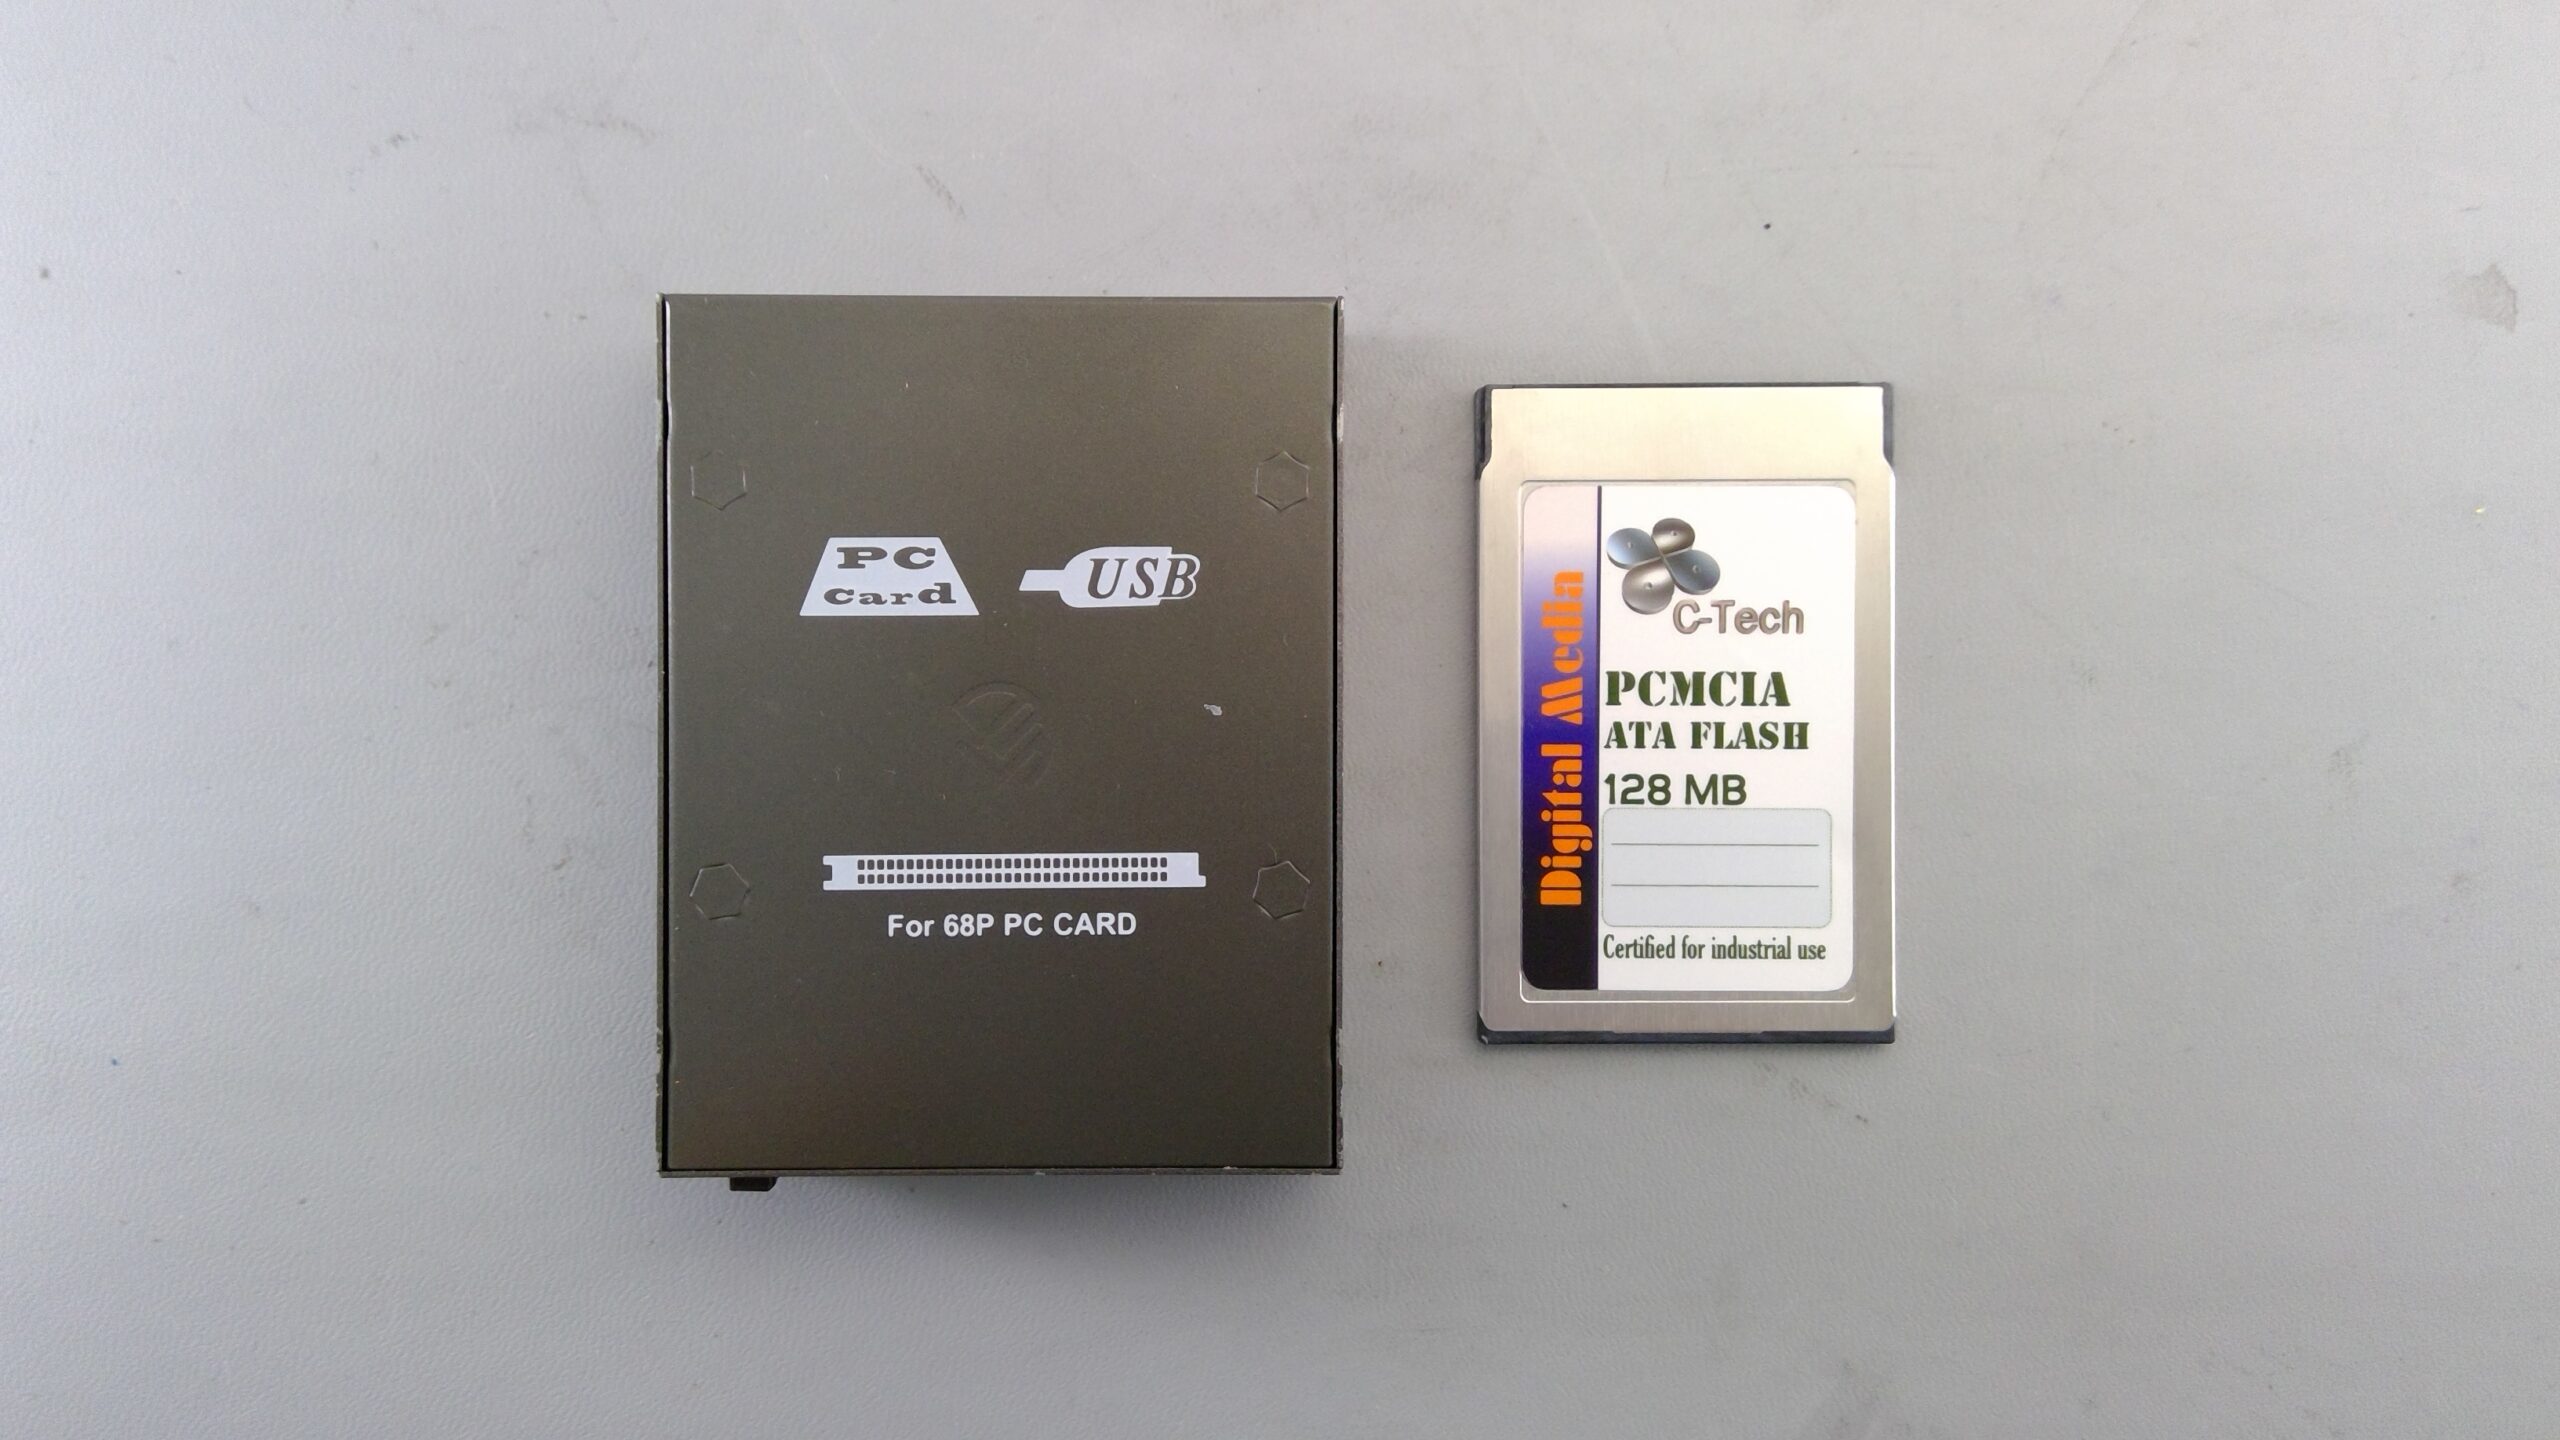 PC
card
USB
For 68P PC CARD
C-Tech
Digital Media
PCMCIA
ATA FLASH
128 MB
Certified for industrial use